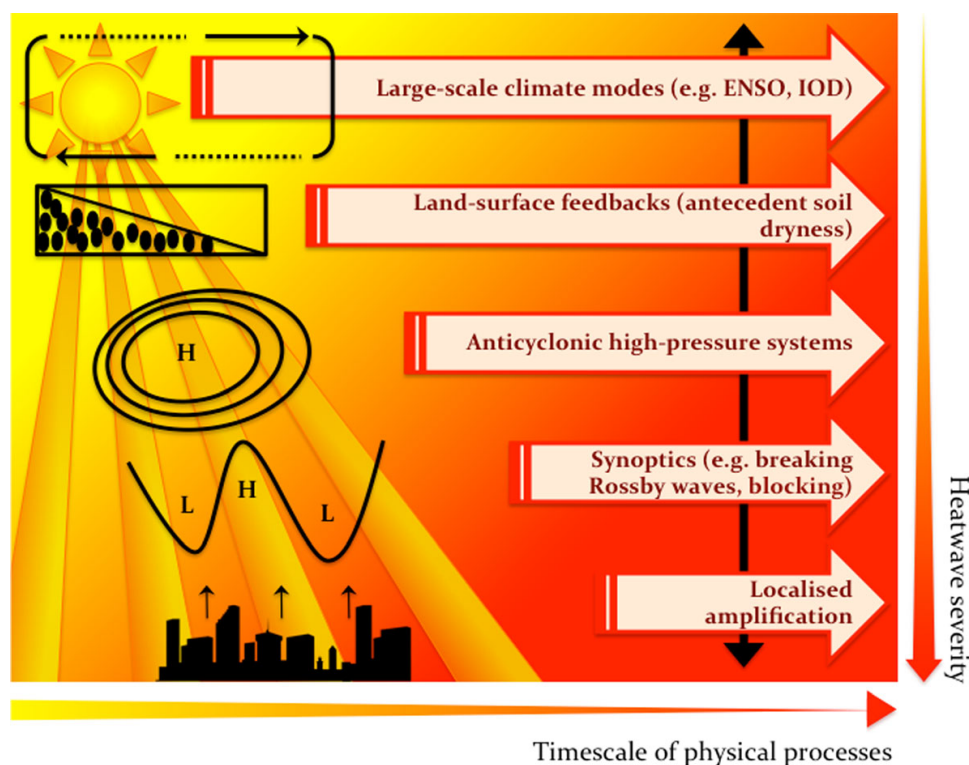 Large-scale climate modes (e.g. ENSO, IOD)
Land-surface feedbacks (antecedent soil
dryness)
H
Anticyclonic high-pressure systems
Synoptics (e.g. breaking
Rossby waves, blocking)
L
H
L
Localised
amplification
Heatwave severity
Timescale of physical processes